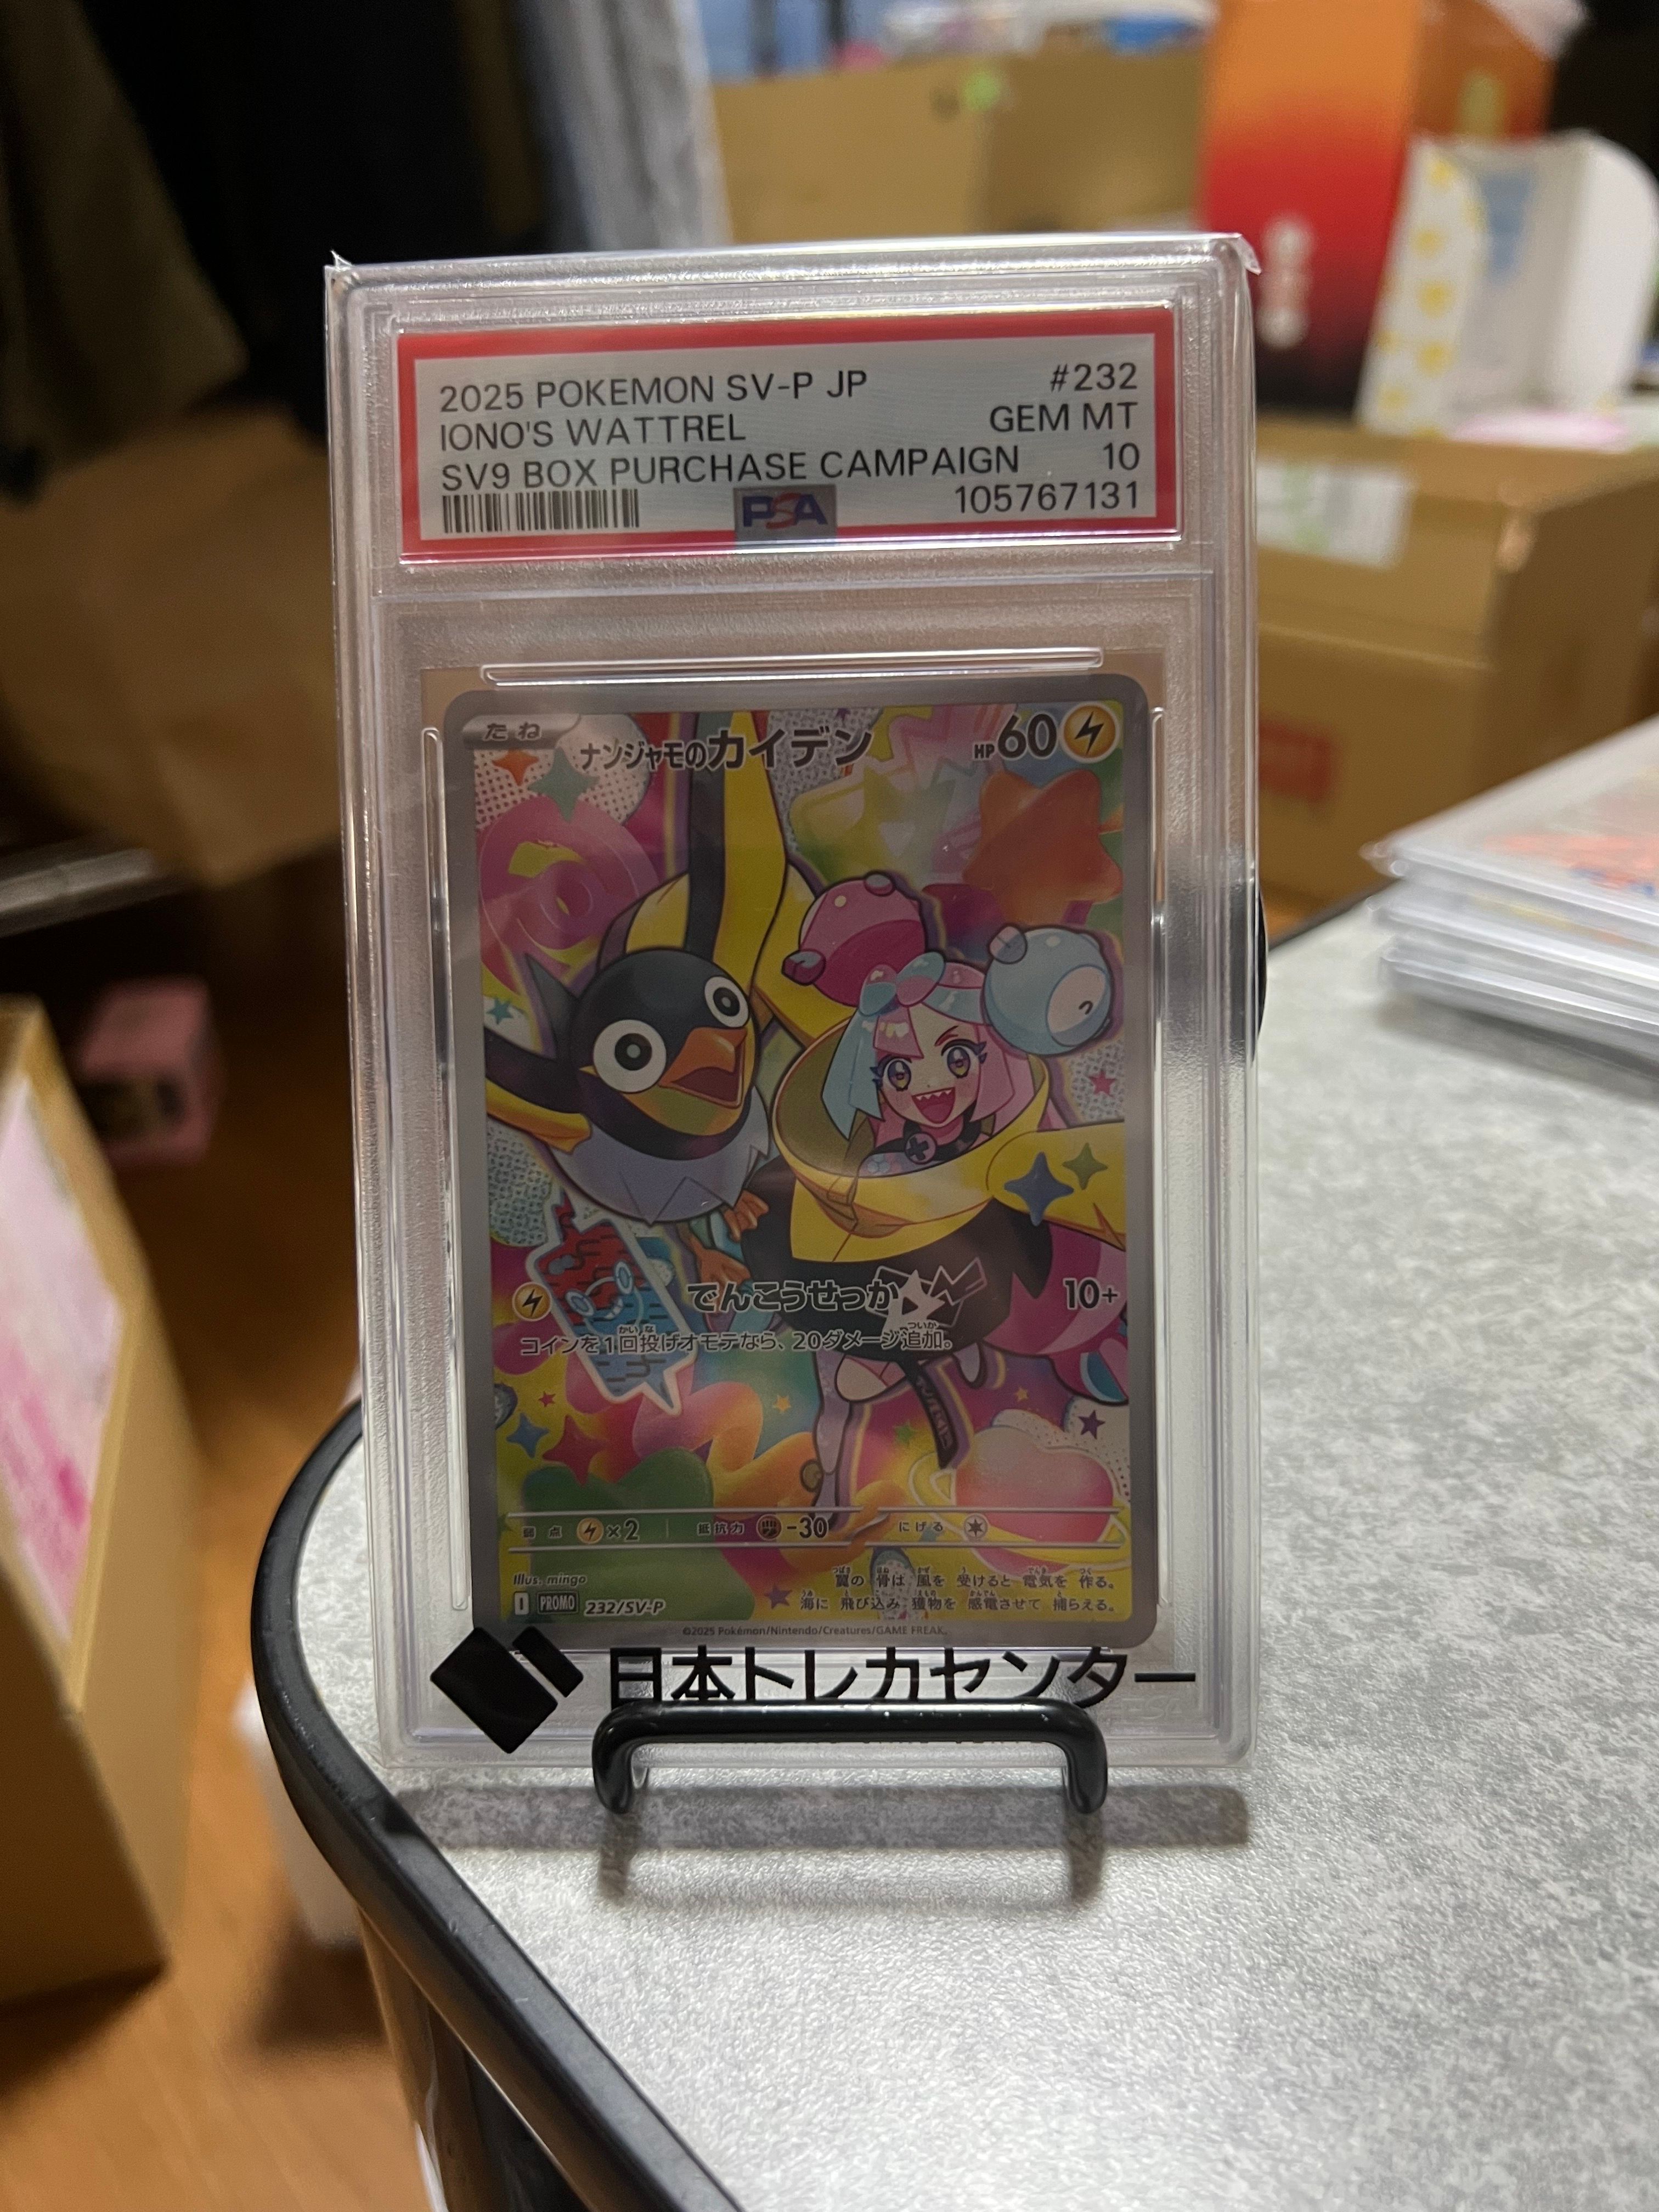 2025 POKEMON SV-P JP #232
IONO'S WATTREL GEM MT
SV9 BOX PURCHASE CAMPAIGN 10
PSA 105767131
たね ナンジャモのカイデン HP60
でんこうせっか 10+
コインを1回投げオモテなら、20ダメージ追加。
弱点 ×2 抵抗力 -30 にげる
Illus. mingo
翼の骨は風を受けると電気を作る。
海に飛び込み獲物を感電させて捕らえる。
I PROMO 232/SV-P
©2025 Pokémon/Nintendo/Creatures/GAME FREAK.
日本トレカセンター